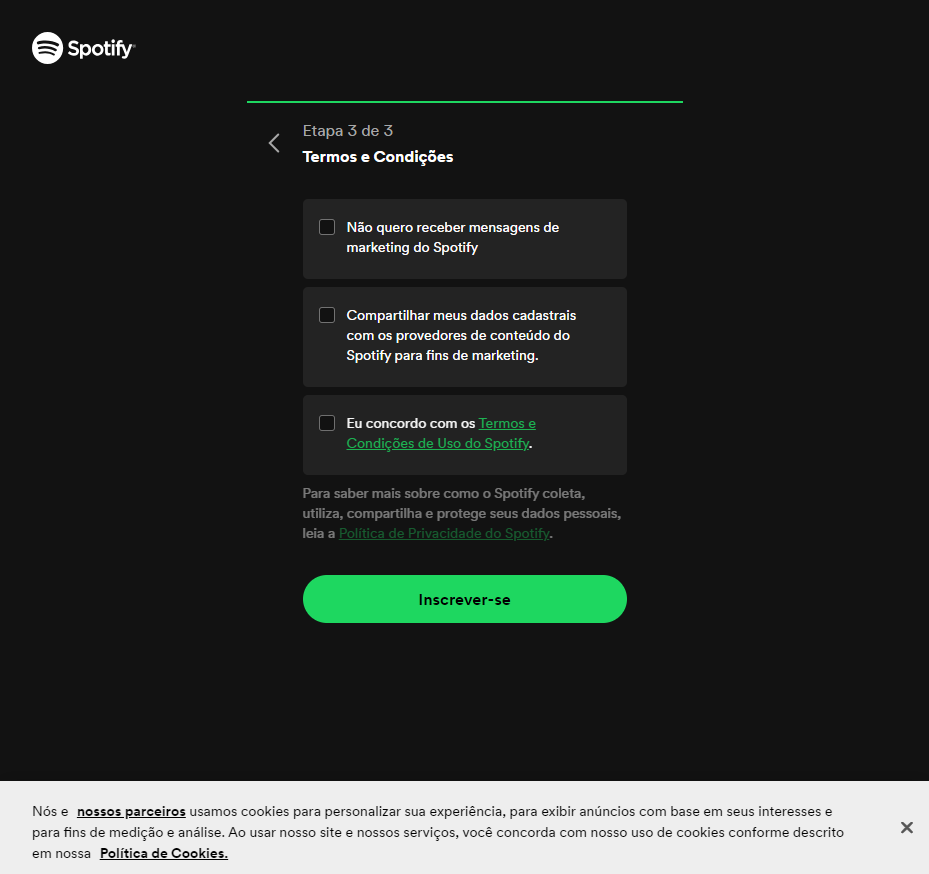 Spotify
Etapa 3 de 3
Termos e Condições
Não quero receber mensagens de
marketing do Spotify
Compartilhar meus dados cadastrais
com os provedores de conteúdo do
Spotify para fins de marketing.
Eu concordo com os Termos e
Condições de Uso do Spotify.
Para saber mais sobre como o Spotify coleta,
utiliza, compartilha e protege seus dados pessoais,
leia a Política de Privacidade do Spotify.
Inscrever-se
Nós e nossos parceiros usamos cookies para personalizar sua experiência, para exibir anúncios com base em seus interesses e
para fins de medição e análise. Ao usar nosso site e nossos serviços, você concorda com nosso uso de cookies conforme descrito
em nossa Política de Cookies.